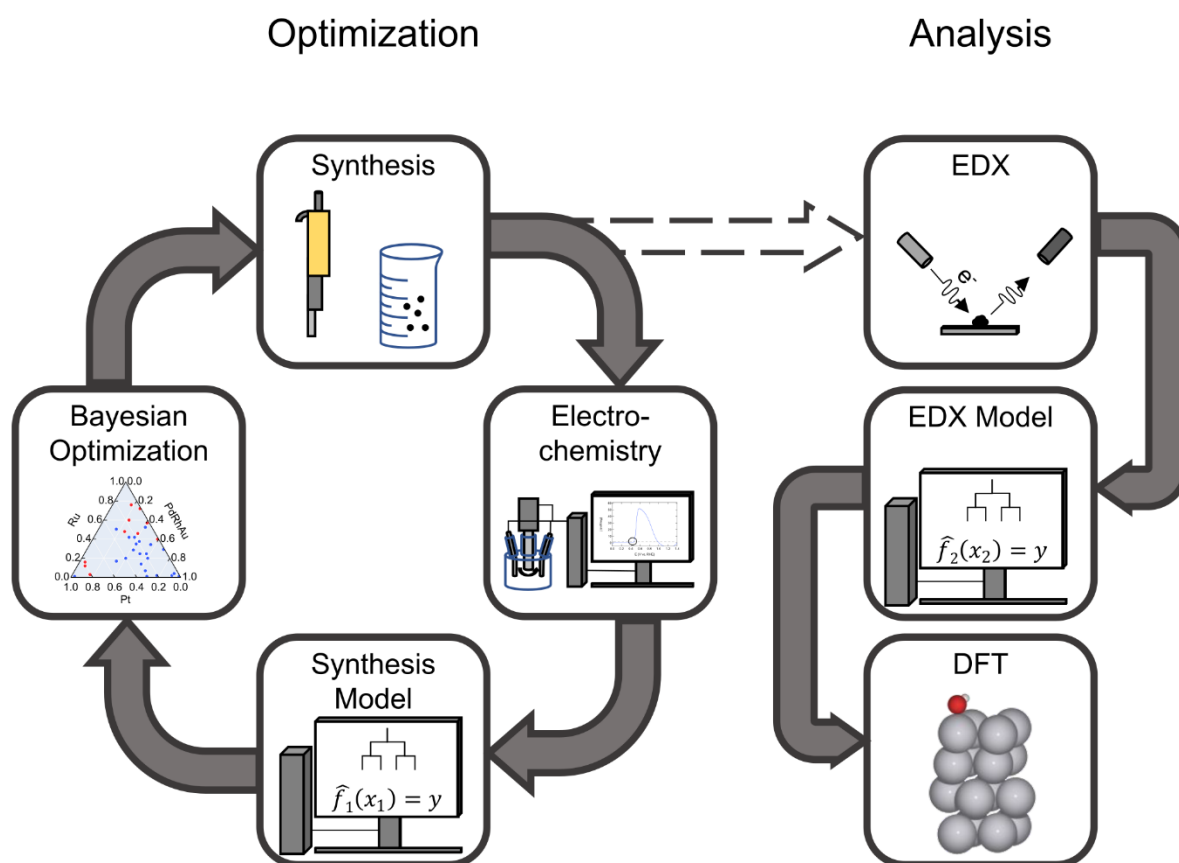 Optimization
Analysis
Synthesis
EDX
e-
Bayesian
Optimization
1.0 0.0
0.8 0.2
0.6 0.4
0.4 0.6
0.2 0.8
0.0 1.0
Ru
PdRhAu
1.0 0.8 0.6 0.4 0.2 0.0
Pt
Electro-
chemistry
EDX Model
f̂₂(x₂) = y
Synthesis
Model
f̂₁(x₁) = y
DFT